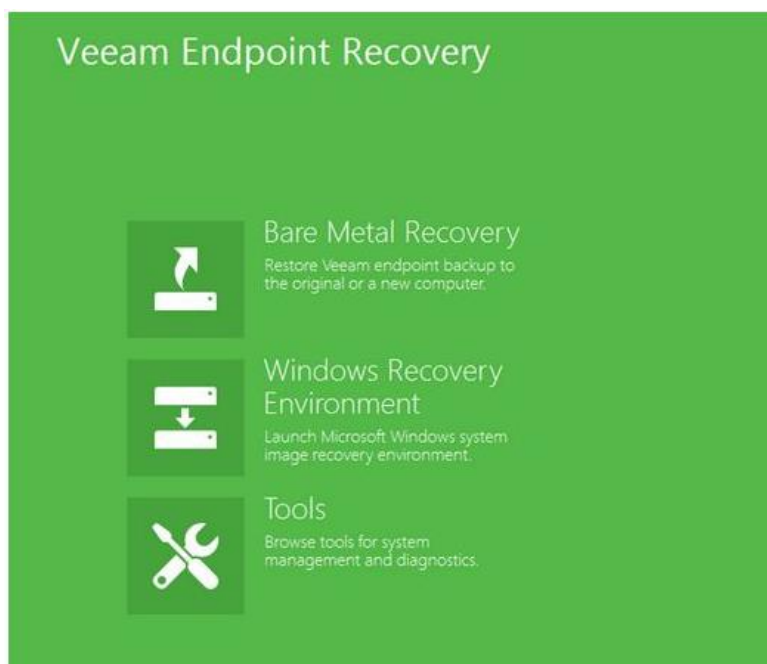 Veeam Endpoint Recovery
Bare Metal Recovery
Restore Veeam endpoint backup to
the original or a new computer.
Windows Recovery
Environment
Launch Microsoft Windows system
image recovery environment.
Tools
Browse tools for system
management and diagnostics.